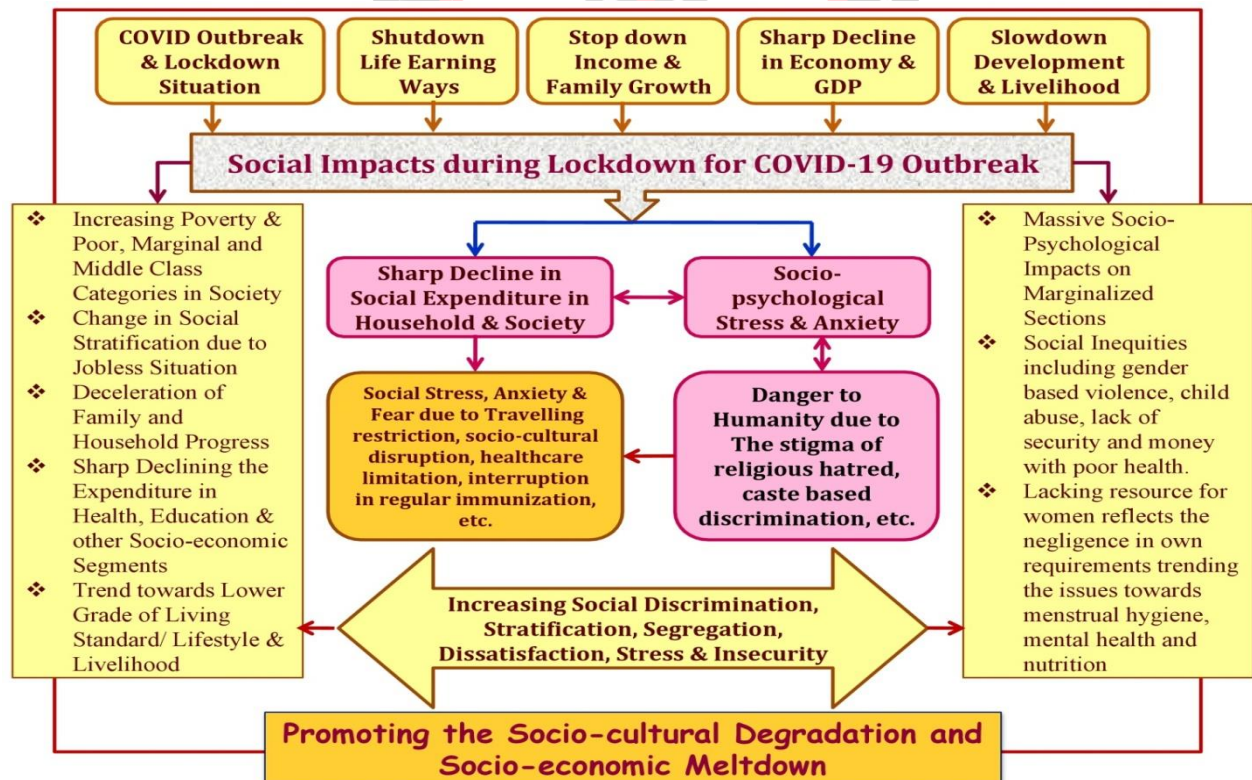 COVID Outbreak
& Lockdown
Situation
Shutdown
Life Earning
Ways
Stop down
Income &
Family Growth
Sharp Decline
in Economy &
GDP
Slowdown
Development
& Livelihood
Social Impacts during Lockdown for COVID-19 Outbreak
❖ Increasing Poverty &
Poor, Marginal and
Middle Class
Categories in Society
❖ Change in Social
Stratification due to
Jobless Situation
❖ Deceleration of
Family and
Household Progress
❖ Sharp Declining the
Expenditure in
Health, Education &
other Socio-economic
Segments
❖ Trend towards Lower
Grade of Living
Standard/ Lifestyle &
Livelihood
Sharp Decline in
Social Expenditure in
Household & Society
Socio-
psychological
Stress & Anxiety
Social Stress, Anxiety &
Fear due to Travelling
restriction, socio-cultural
disruption, healthcare
limitation, interruption
in regular immunization,
etc.
Danger to
Humanity due to
The stigma of
religious hatred,
caste based
discrimination, etc.
❖ Massive Socio-
Psychological
Impacts on
Marginalized
Sections
❖ Social Inequities
including gender
based violence, child
abuse, lack of
security and money
with poor health.
❖ Lacking resource for
women reflects the
negligence in own
requirements trending
the issues towards
menstrual hygiene,
mental health and
nutrition
Increasing Social Discrimination,
Stratification, Segregation,
Dissatisfaction, Stress & Insecurity
Promoting the Socio-cultural Degradation and
Socio-economic Meltdown